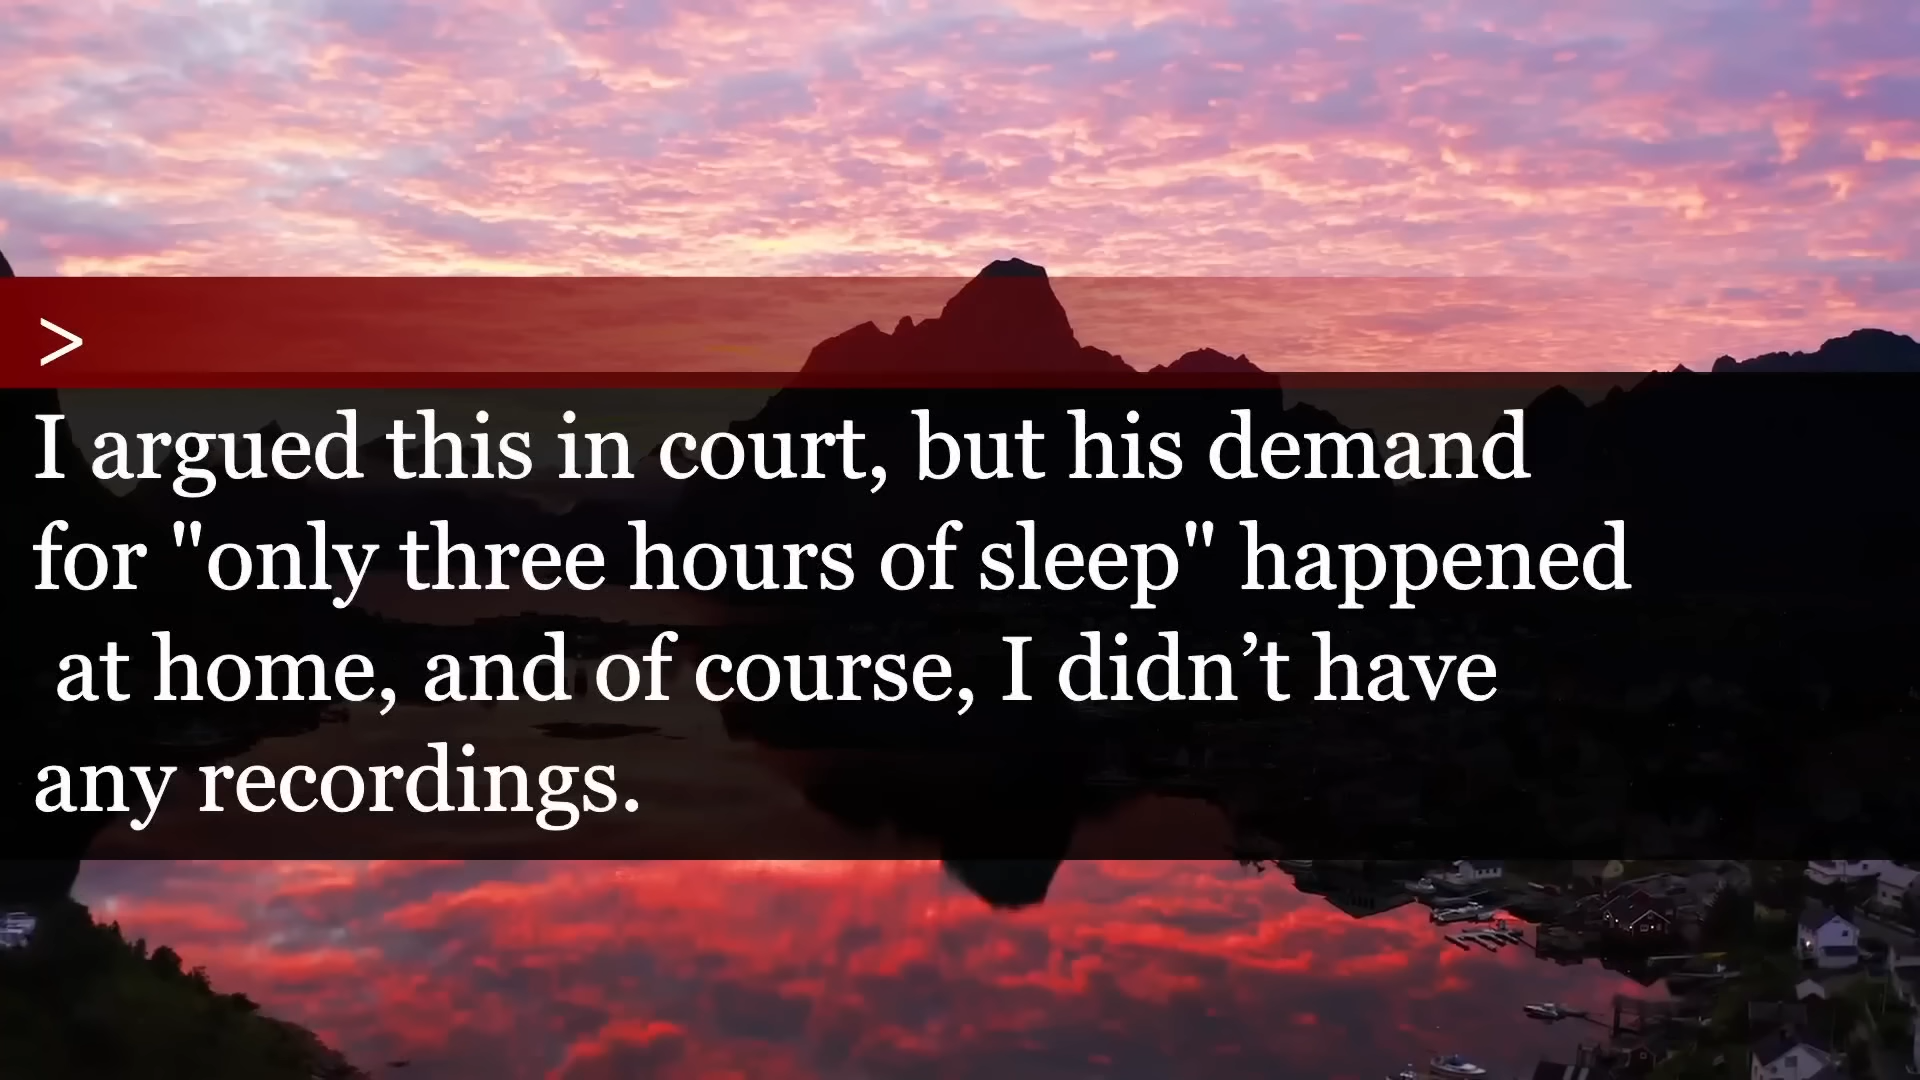 >
I argued this in court, but his demand
for "only three hours of sleep" happened
at home, and of course, I didn’t have
any recordings.